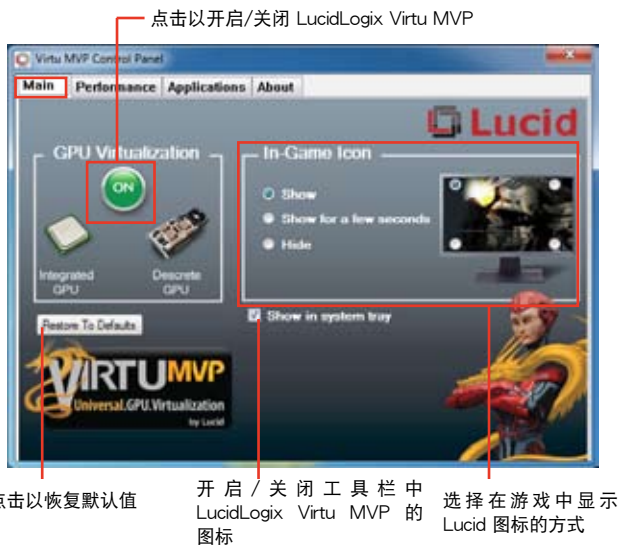 点击以开启/关闭 LucidLogix Virtu MVP
Virtu MVP Control Panel
Main Performance Applications About
Lucid
GPU Virtualization
In-Game Icon
ON
Show
Show for a few seconds
Hide
Integrated
GPU
Descrete
GPU
Restore To Defaults
Show in system tray
VIRTUMVP
Universal.GPU.Virtualization
by Lucid
点击以恢复默认值
开启/关闭工具栏中
LucidLogix Virtu MVP 的
图标
选择在游戏中显示
Lucid 图标的方式